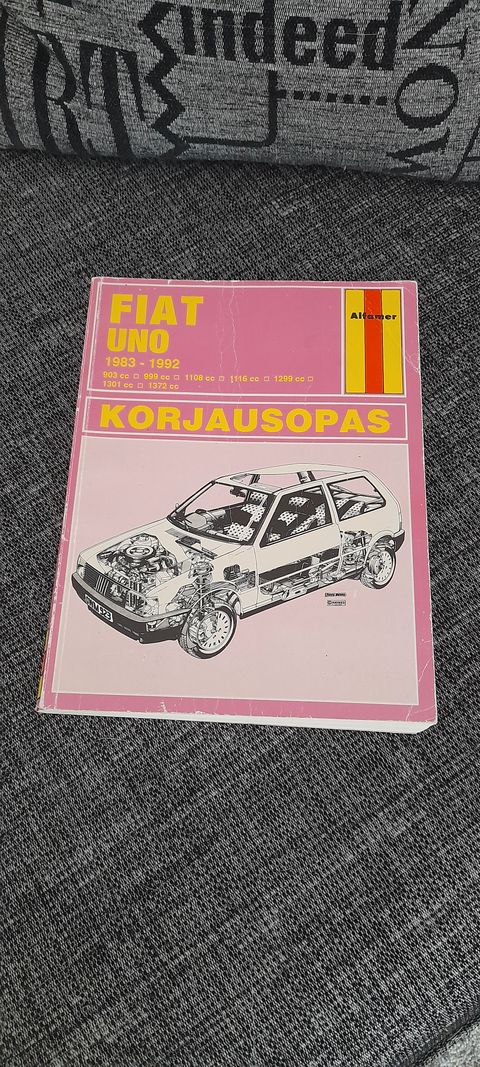 indeed
NOW
FIAT
UNO
1983 - 1992
903 cc □ 999 cc □ 1108 cc □ 1116 cc □ 1299 cc □
1301 cc □ 1372 cc
Alfamer
KORJAUSOPAS